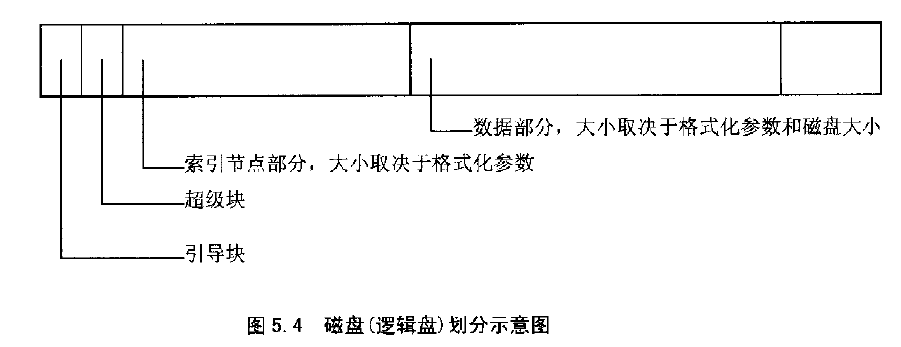 数据部分，大小取决于格式化参数和磁盘大小
索引节点部分，大小取决于格式化参数
超级块
引导块
图 5.4 磁盘(逻辑盘)划分示意图